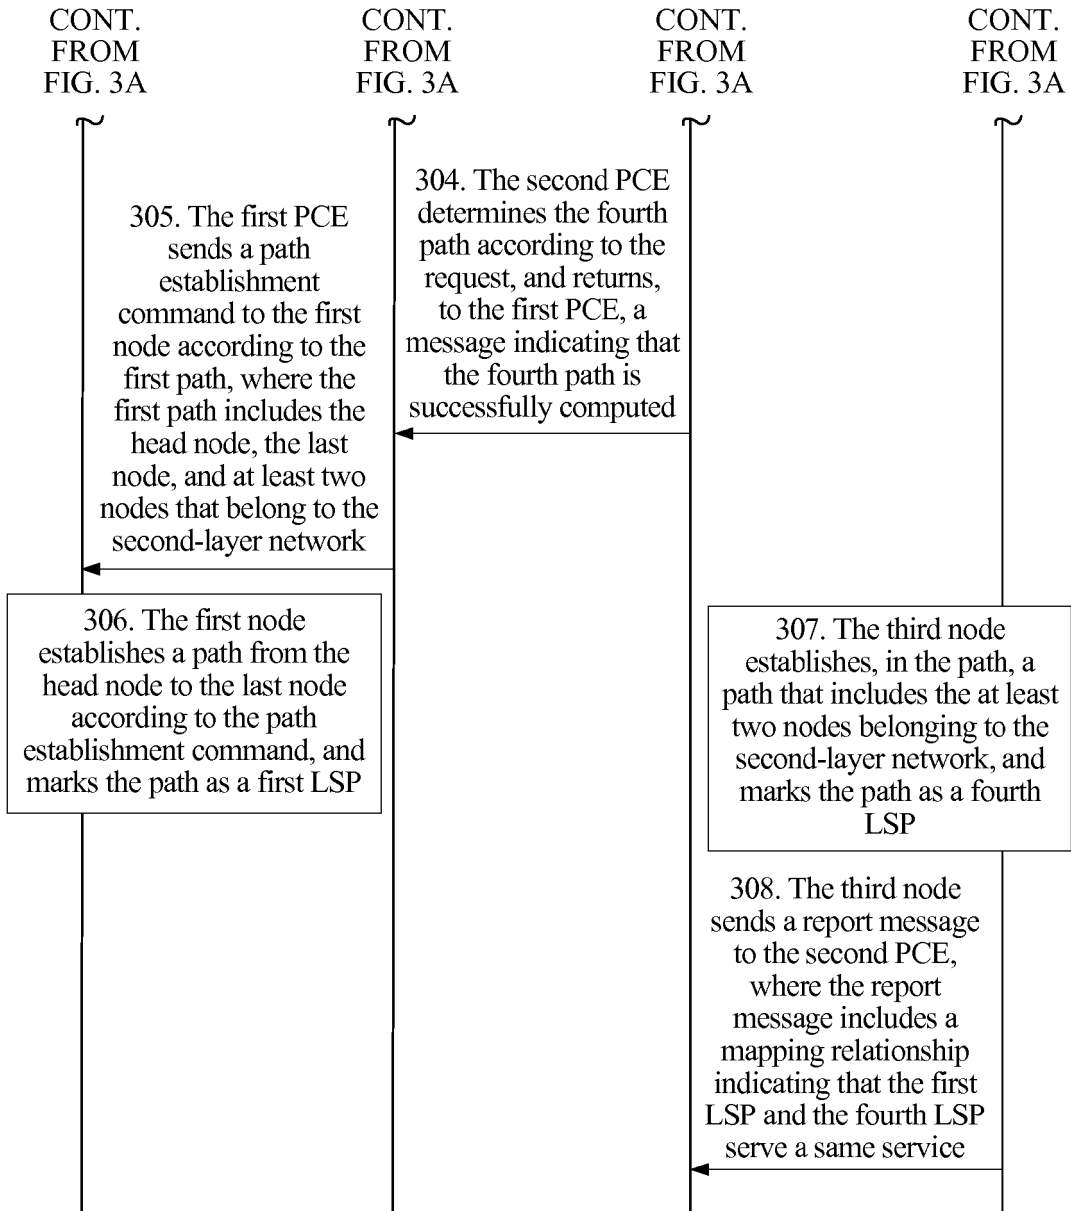 CONT.
FROM
FIG. 3A
CONT.
FROM
FIG. 3A
CONT.
FROM
FIG. 3A
CONT.
FROM
FIG. 3A
304. The second PCE
determines the fourth
path according to the
request, and returns,
to the first PCE, a
message indicating that
the fourth path is
successfully computed
305. The first PCE
sends a path
establishment
command to the first
node according to the
first path, where the
first path includes the
head node, the last
node, and at least two
nodes that belong to the
second-layer network
306. The first node
establishes a path from the
head node to the last node
according to the path
establishment command, and
marks the path as a first LSP
307. The third node
establishes, in the path, a
path that includes the at least
two nodes belonging to the
second-layer network, and
marks the path as a fourth
LSP
308. The third node
sends a report message
to the second PCE,
where the report
message includes a
mapping relationship
indicating that the first
LSP and the fourth LSP
serve a same service